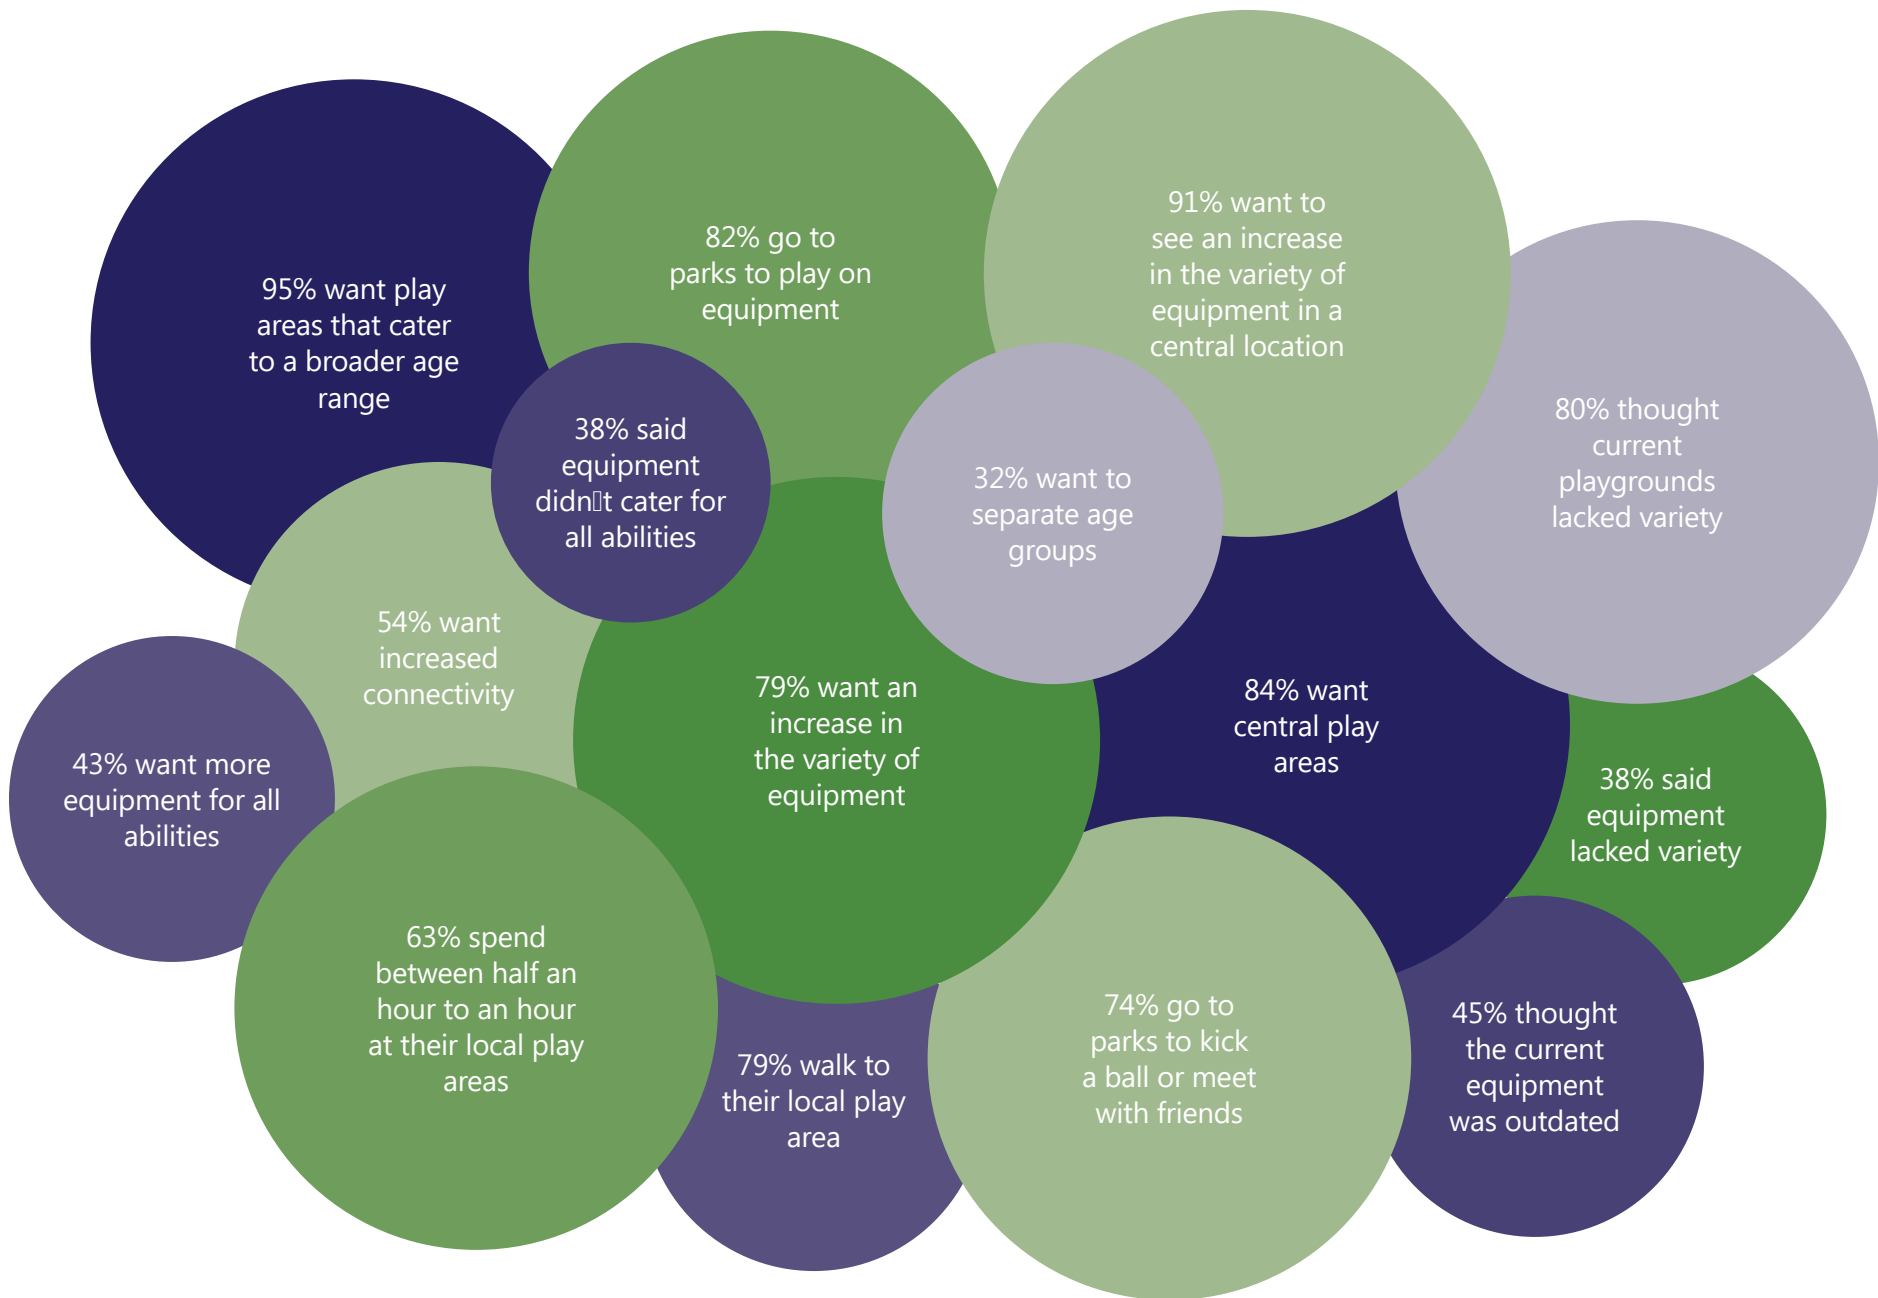 95% want play
areas that cater
to a broader age
range
82% go to
parks to play on
equipment
91% want to
see an increase
in the variety of
equipment in a
central location
80% thought
current
playgrounds
lacked variety
38% said
equipment
didn▯t cater for
all abilities
32% want to
separate age
groups
54% want
increased
connectivity
79% want an
increase in
the variety of
equipment
84% want
central play
areas
43% want more
equipment for all
abilities
38% said
equipment
lacked variety
63% spend
between half an
hour to an hour
at their local play
areas
79% walk to
their local play
area
74% go to
parks to kick
a ball or meet
with friends
45% thought
the current
equipment
was outdated